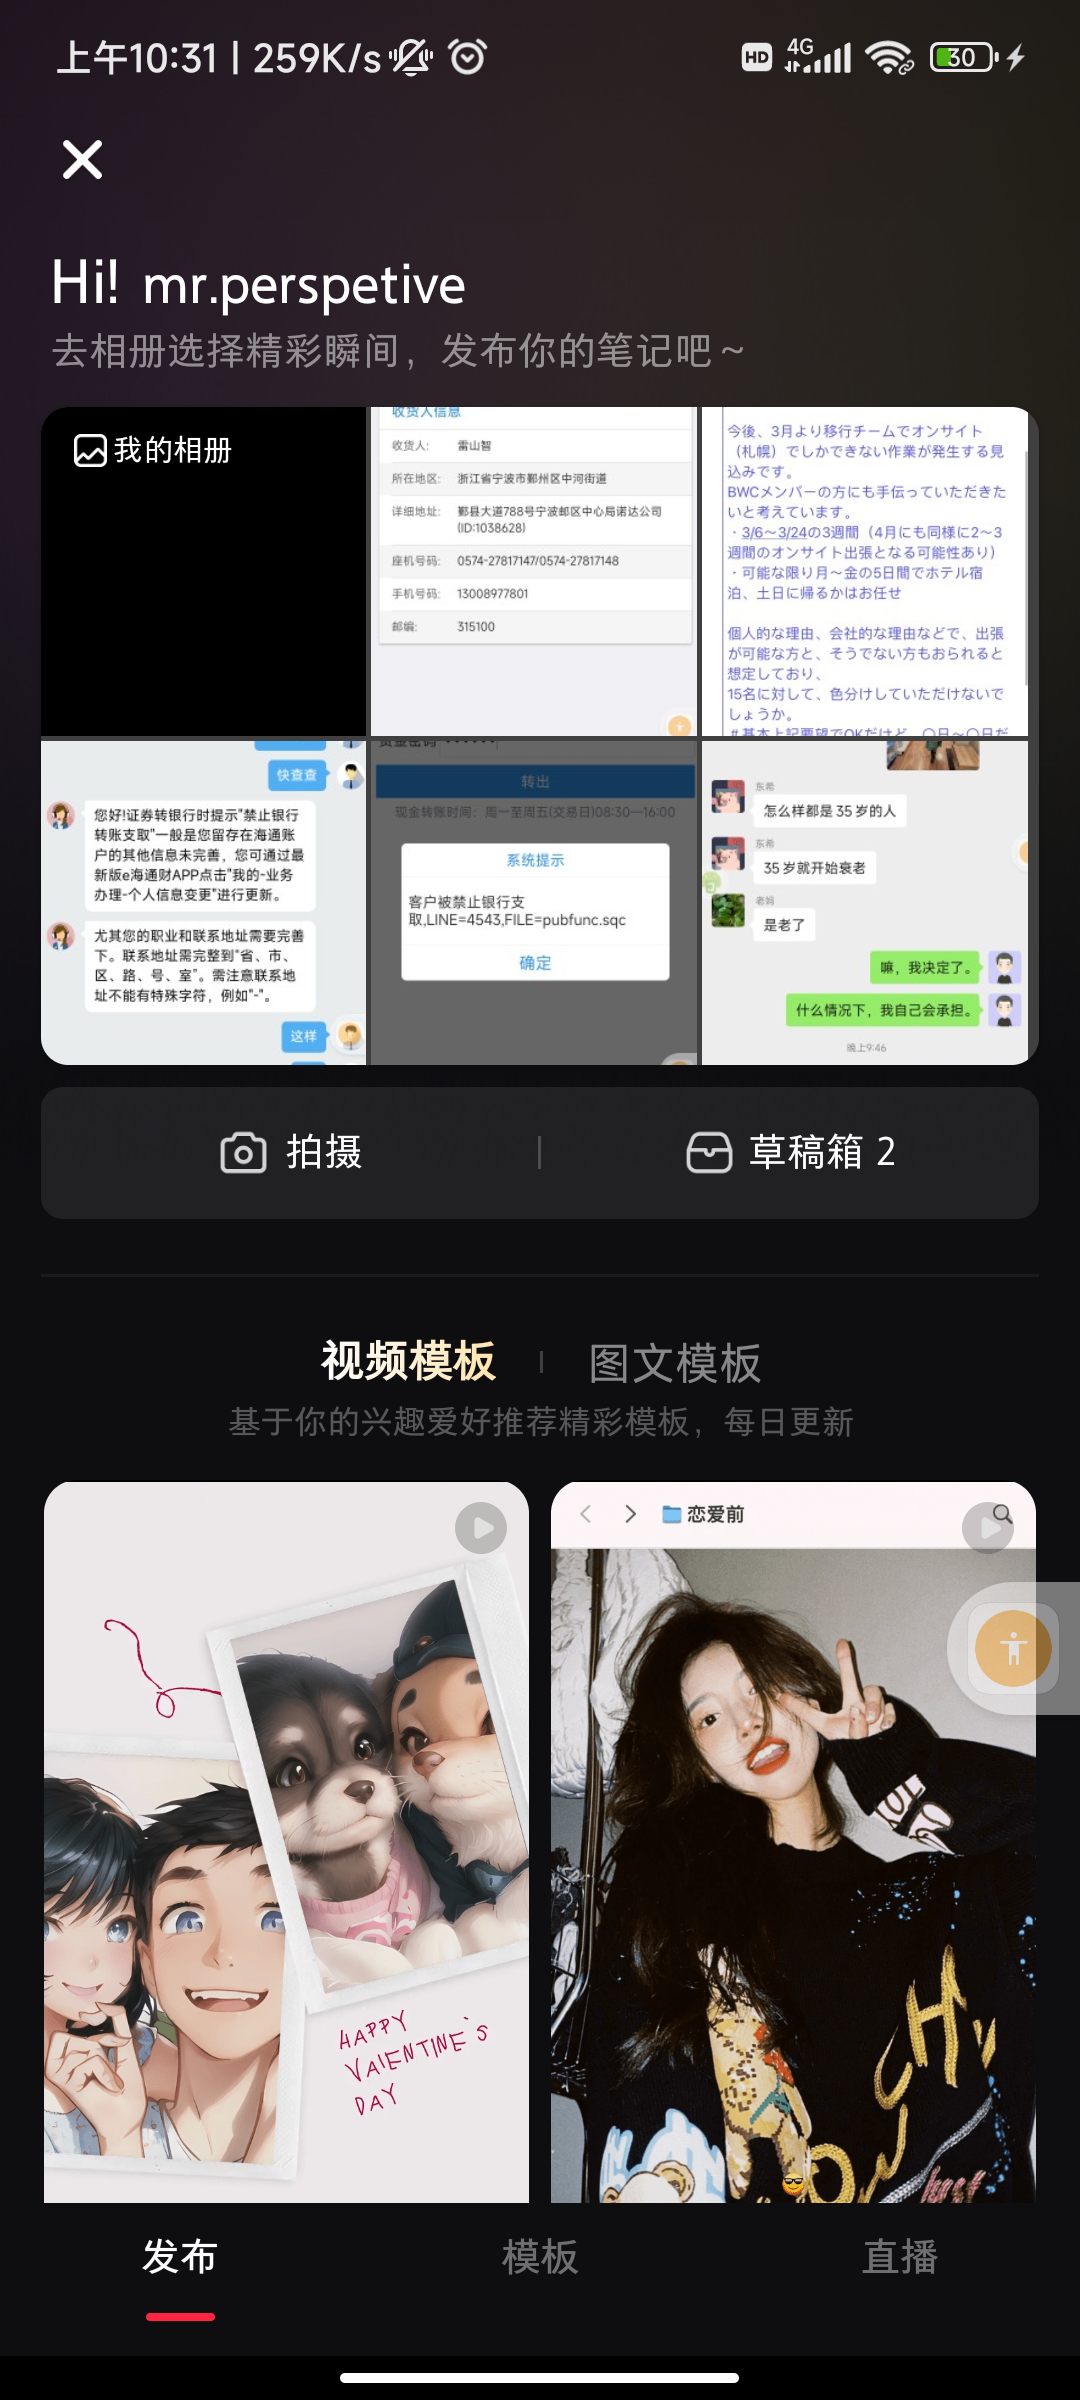 上午10:31 | 259K/s
HD 4G 30
Hi! mr.perspetive
去相册选择精彩瞬间，发布你的笔记吧～
我的相册
收货人信息
收货人: 雷山智
所在地区: 浙江省宁波市鄞州区中河街道
详细地址: 鄞县大道788号宁波邮区中心局诺达公司
(ID:1038628)
座机号码: 0574-27817147/0574-27817148
手机号码: 13008977801
邮编: 315100
今後、3月より移行チームでオンサイト
（札幌）でしかできない作業が発生する見
込みです。
BWCメンバーの方にも手伝っていただきた
いと考えています。
・3/6～3/24の3週間（4月にも同様に2～3
週間のオンサイト出張となる可能性あり）
・可能な限り月～金の5日間でホテル宿
泊、土日に帰るかはお任せ
個人的な理由、会社的な理由などで、出張
が可能な方と、そうでない方もおられると
想定しており、
15名に対して、色分けしていただけないで
しょうか。
＃基本上記要望でOKだけど、〇日～〇日だ
快查查
您好!证券转银行时提示"禁止银行
转账支取"一般是您留存在海通账
户的其他信息未完善，您可通过最
新版e海通财APP点击"我的-业务
办理-个人信息变更"进行更新。
尤其您的职业和联系地址需要完善
下。联系地址需完整到"省、市、
区、路、号、室"。需注意联系地
址不能有特殊字符，例如"-"。
这样
资金密码
转出
现金转账时间：周一至周五(交易日)08:30—16:00
系统提示
客户被禁止银行支
取,LINE=4543,FILE=pubfunc.sqc
确定
东希
怎么样都是 35 岁的人
东希
35 岁就开始衰老
老妈
是老了
嘛，我决定了。
什么情况下，我自己会承担。
晚上9:46
拍摄
草稿箱 2
视频模板
图文模板
基于你的兴趣爱好推荐精彩模板，每日更新
HAPPY
VALENTINE`S
DAY
恋爱前
发布
模板
直播